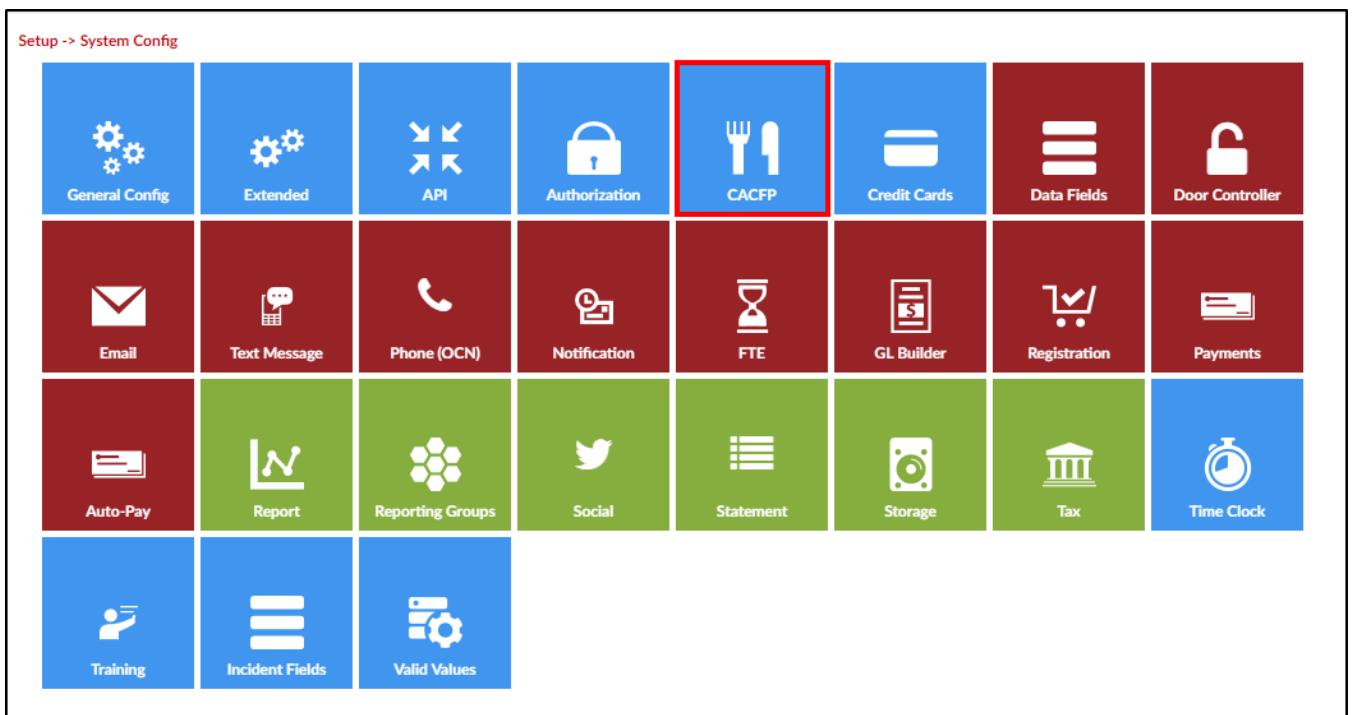 Setup -> System Config
General Config
Extended
API
Authorization
CACFP
Credit Cards
Data Fields
Door Controller
Email
Text Message
Phone (OCN)
Notification
FTE
$
GL Builder
Registration
Payments
Auto-Pay
Report
Reporting Groups
Social
Statement
Storage
Tax
Time Clock
Training
Incident Fields
Valid Values